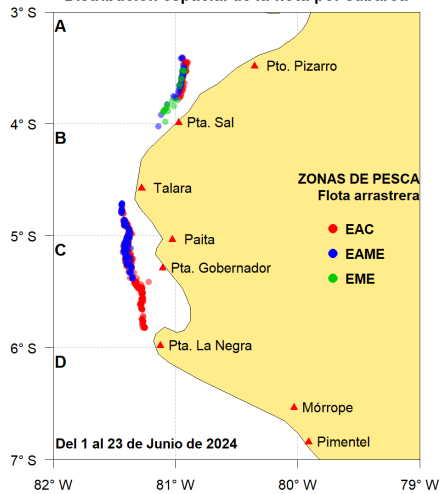 Distribución espacial de la flota por subárea
3° S
A
Pto. Pizarro
Pta. Sal
4° S
B
ZONAS DE PESCA
Flota arrastrera
Talara
EAC
5° S
Paita
C
EAME
Pta. Gobernador
EME
6° S
Pta. La Negra
D
Mórrope
Del 1 al 23 de Junio de 2024
Pimentel
7° S
82° W 81° W 80° W 79° W